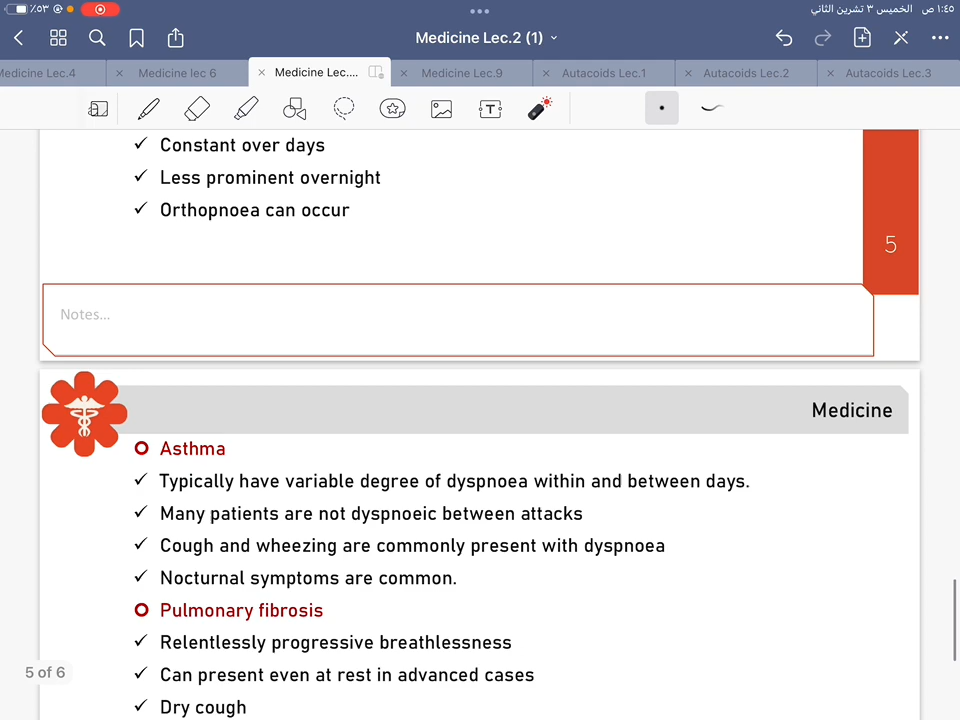 ١:٤٥ ص الخميس ٣ تشرين الثاني
٪٥٣
Medicine Lec.2 (1)
Medicine Lec.4
Medicine lec 6
Medicine Lec....
Medicine Lec.9
Autacoids Lec.1
Autacoids Lec.2
Autacoids Lec.3
✓ Constant over days
✓ Less prominent overnight
✓ Orthopnoea can occur
5
Notes...
Medicine
Asthma
✓ Typically have variable degree of dyspnoea within and between days.
✓ Many patients are not dyspnoeic between attacks
✓ Cough and wheezing are commonly present with dyspnoea
✓ Nocturnal symptoms are common.
Pulmonary fibrosis
✓ Relentlessly progressive breathlessness
✓ Can present even at rest in advanced cases
✓ Dry cough
5 of 6